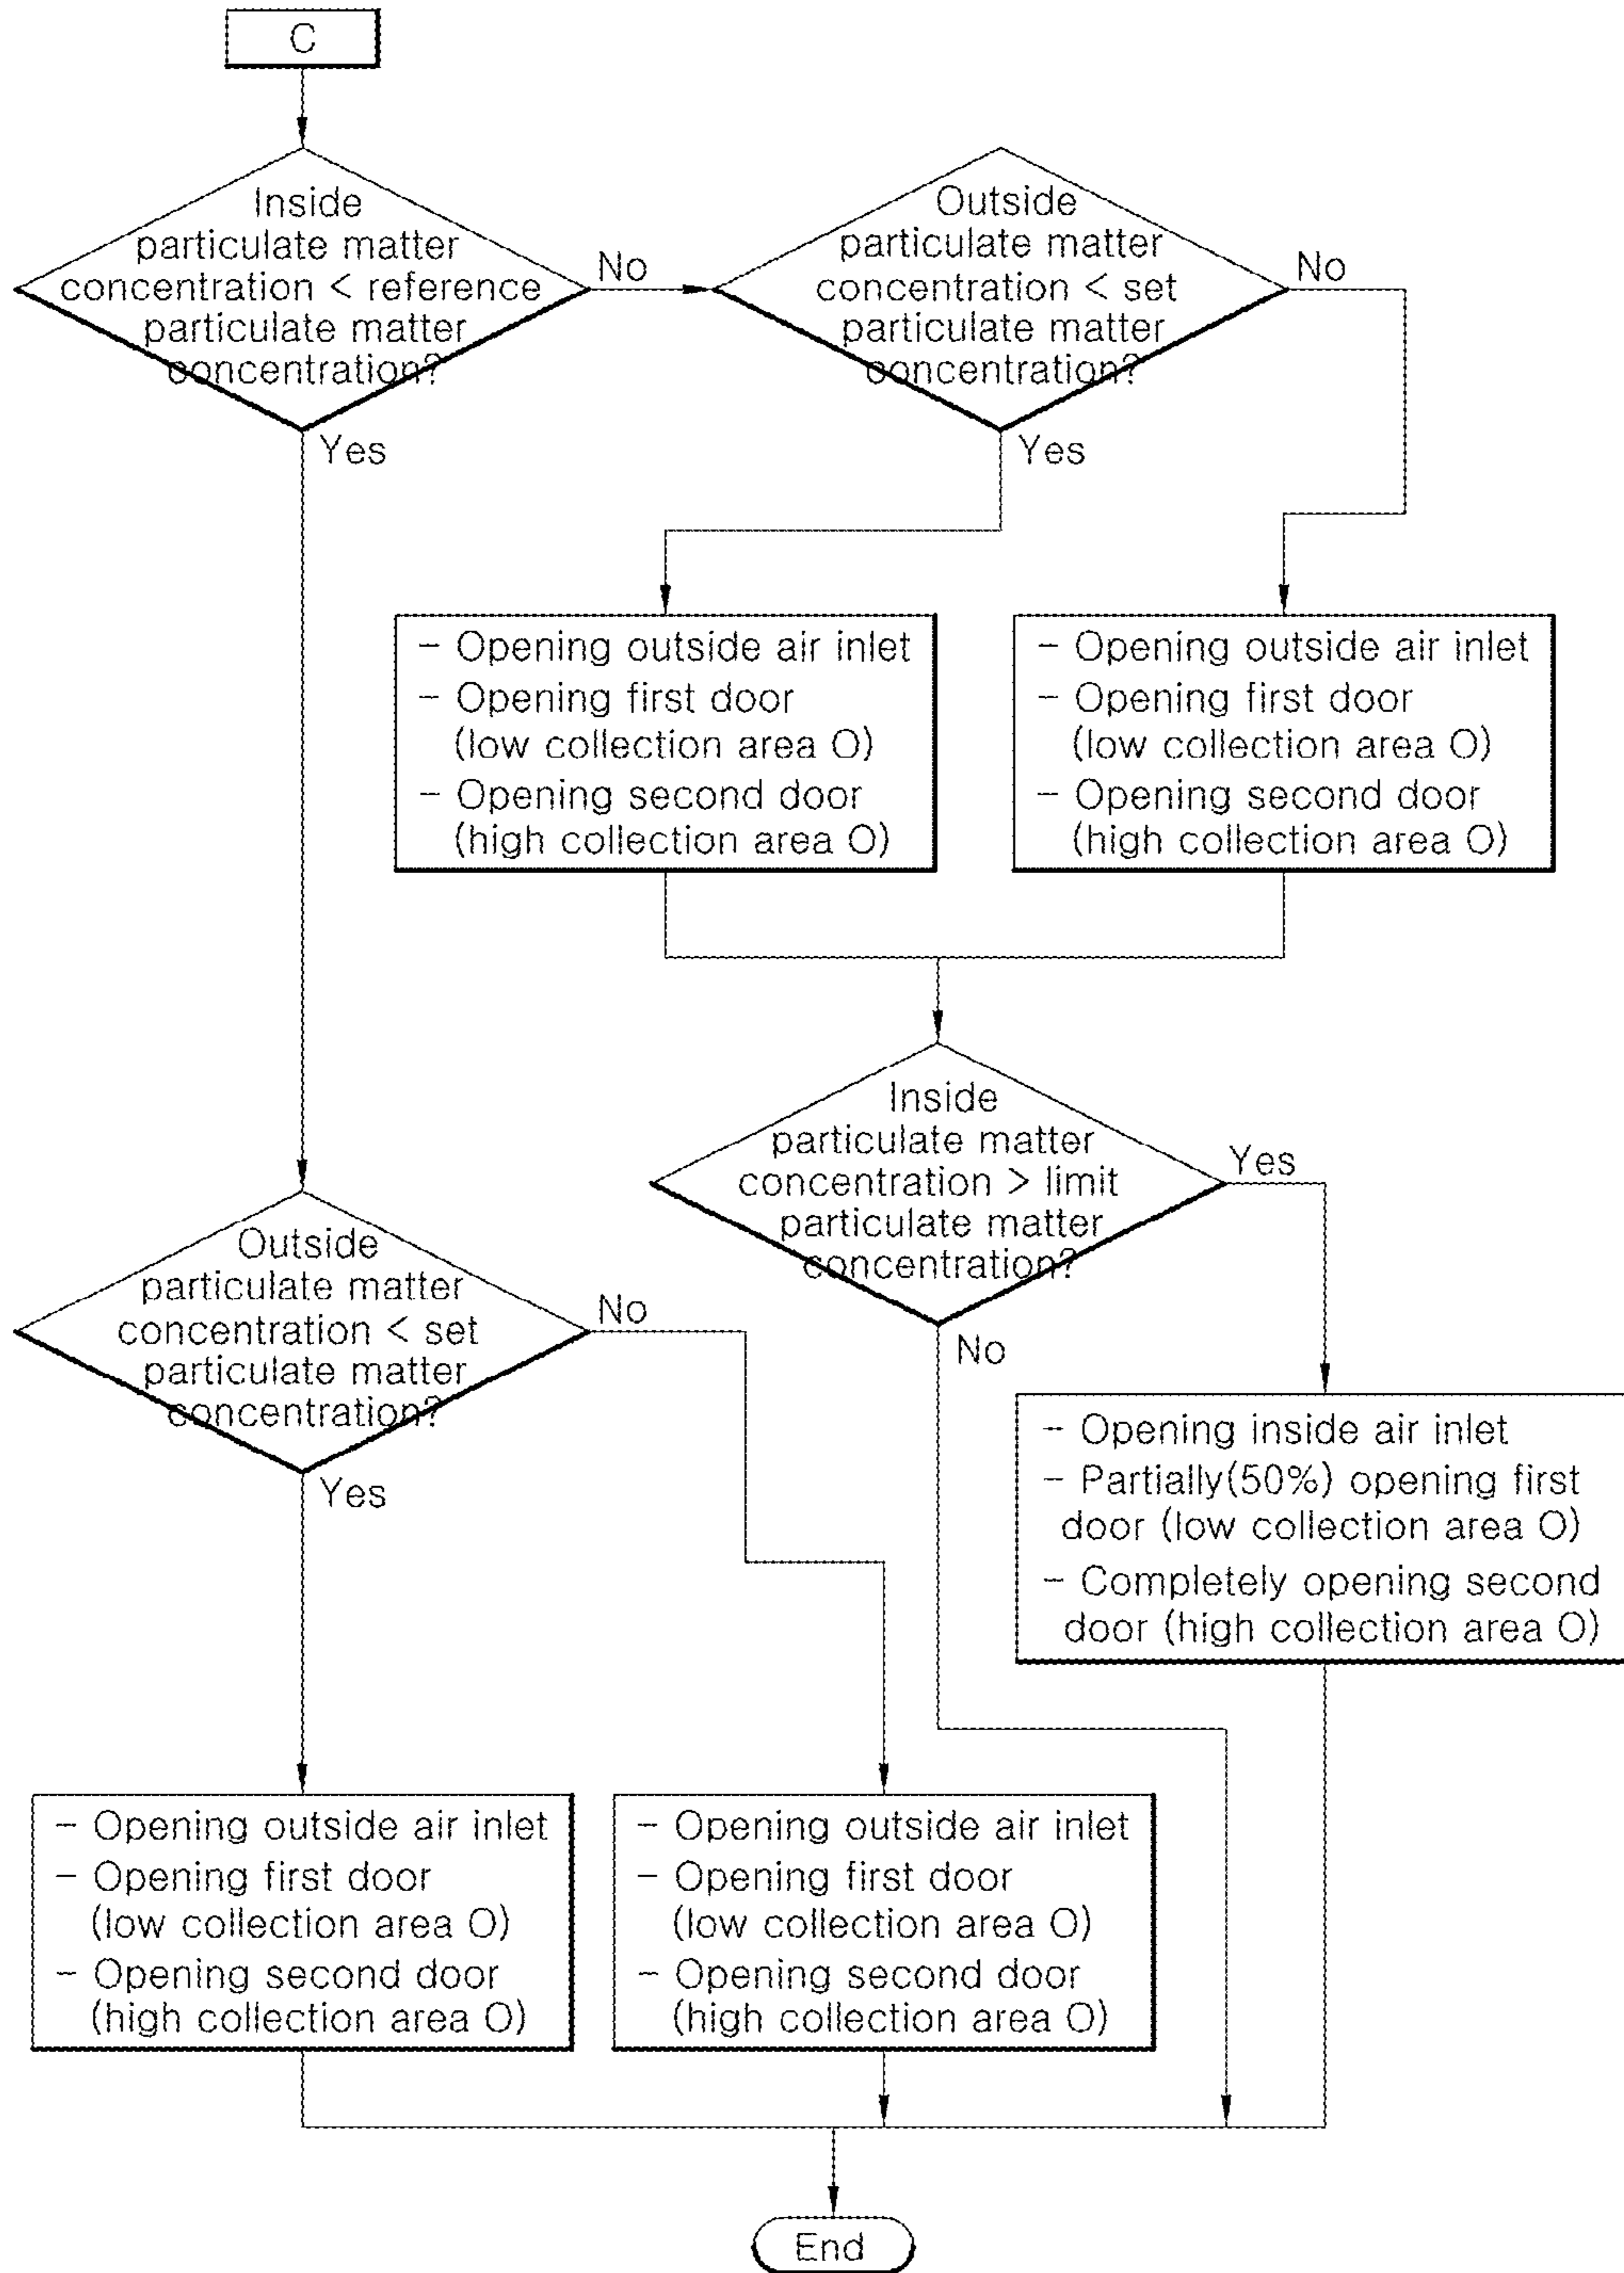 C
Inside
particulate matter
concentration < reference
particulate matter
concentration?
No
Yes
Outside
particulate matter
concentration < set
particulate matter
concentration?
No
Yes
- Opening outside air inlet
- Opening first door
(low collection area O)
- Opening second door
(high collection area O)
- Opening outside air inlet
- Opening first door
(low collection area O)
- Opening second door
(high collection area O)
Inside
particulate matter
concentration > limit
particulate matter
concentration?
Yes
No
Outside
particulate matter
concentration < set
particulate matter
concentration?
No
Yes
- Opening inside air inlet
- Partially(50%) opening first
door (low collection area O)
- Completely opening second
door (high collection area O)
- Opening outside air inlet
- Opening first door
(low collection area O)
- Opening second door
(high collection area O)
- Opening outside air inlet
- Opening first door
(low collection area O)
- Opening second door
(high collection area O)
End